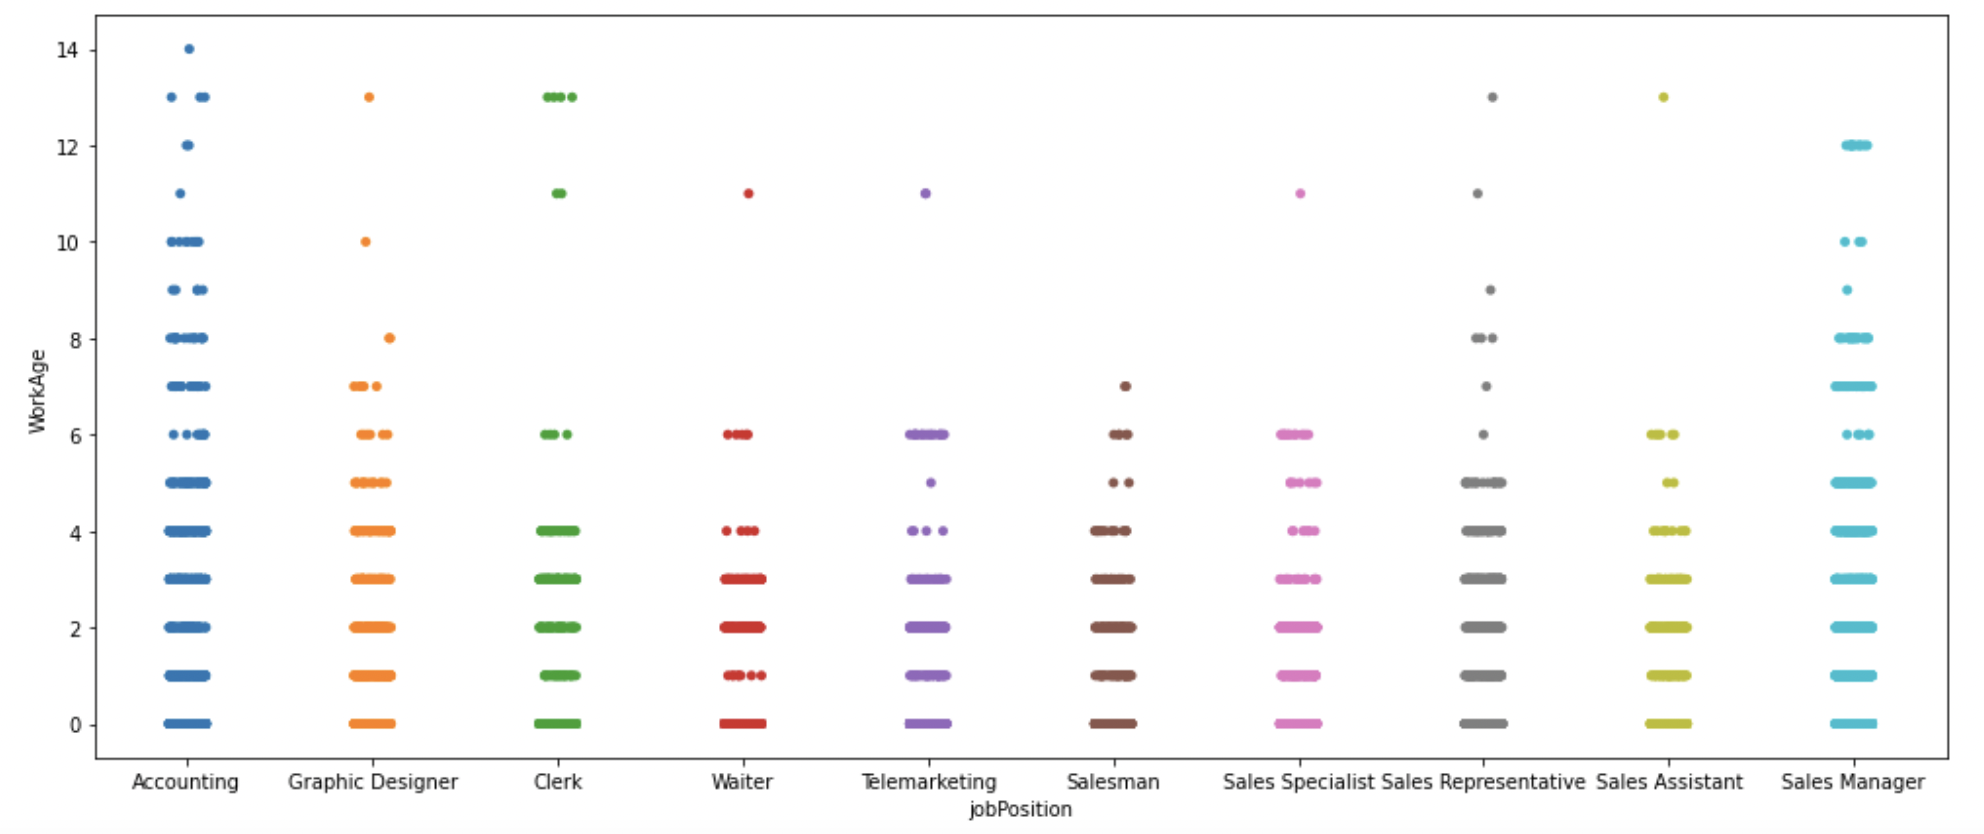 14
12
10
8
6
4
2
0
WorkAge
Accounting Graphic Designer Clerk Waiter Telemarketing Salesman Sales Specialist Sales Representative Sales Assistant Sales Manager
jobPosition